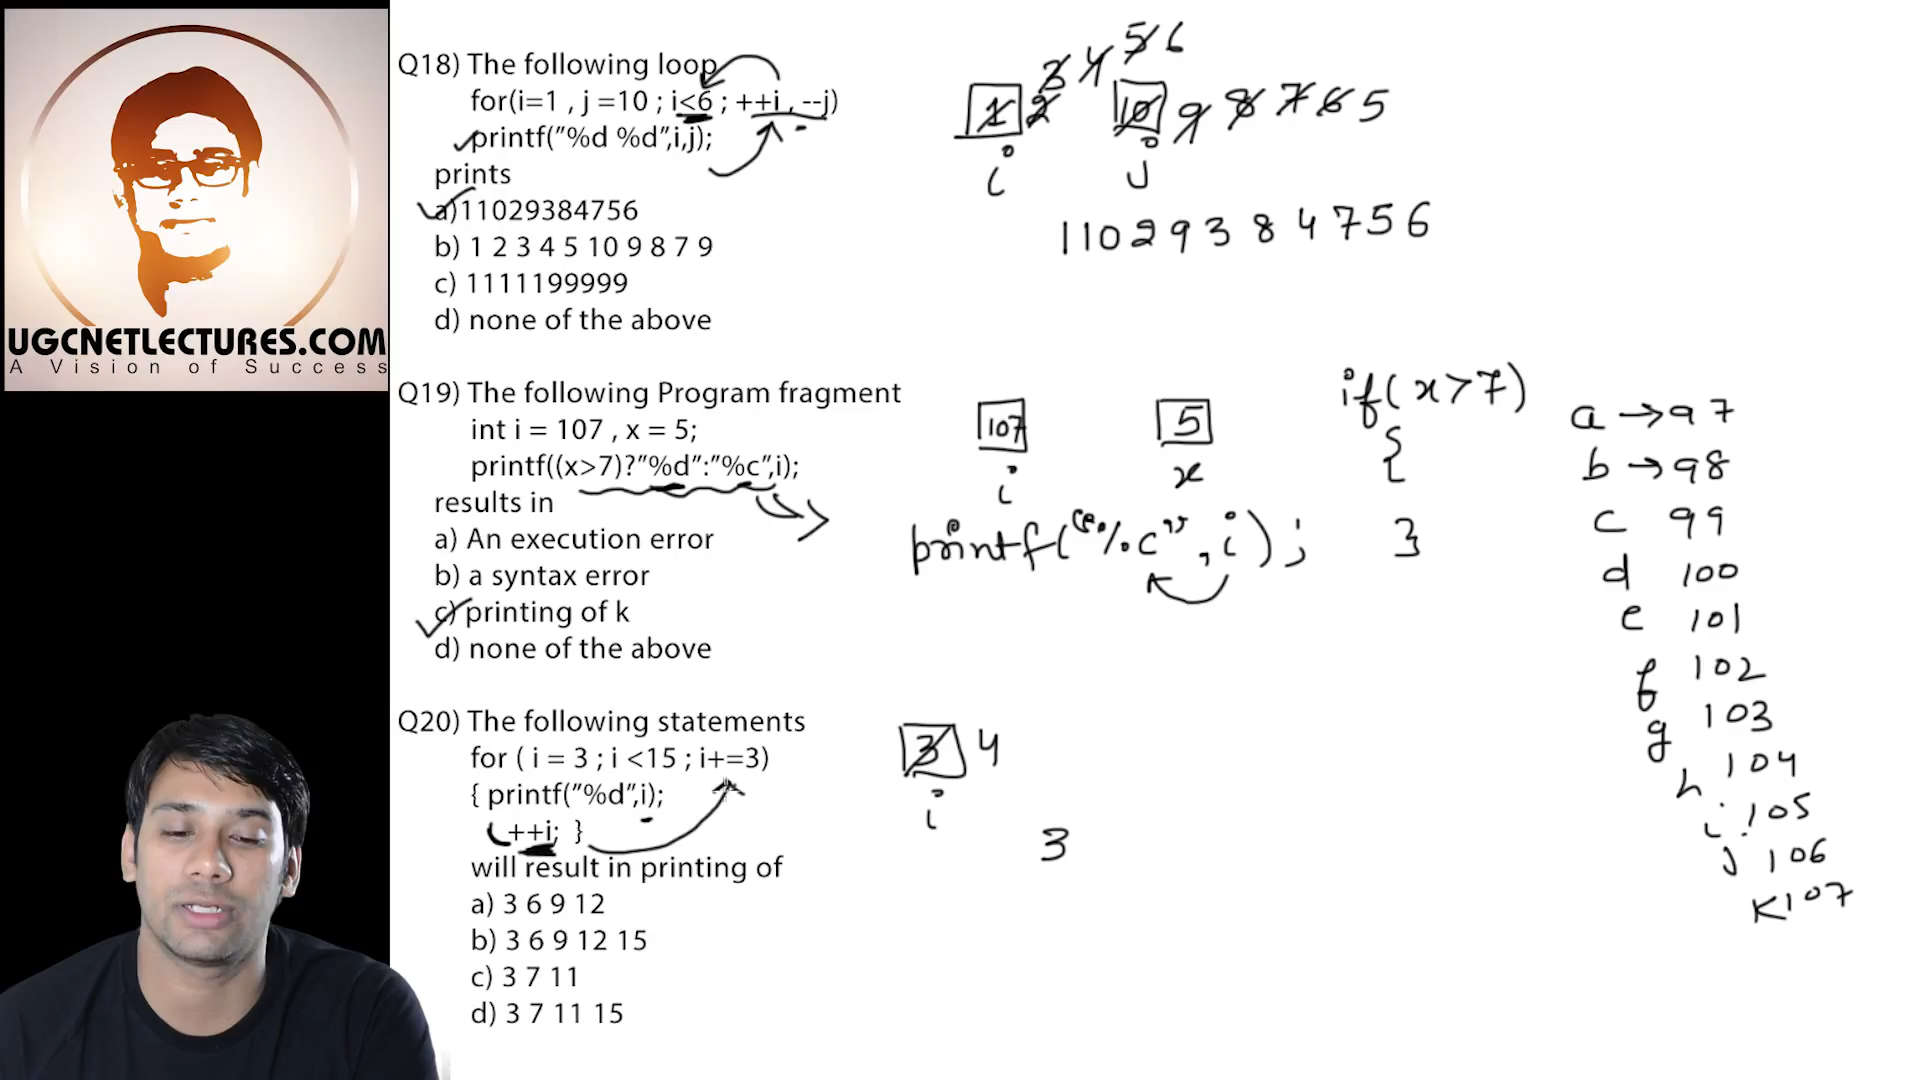 UGCNETLECTURES.COM
A Vision of Success
Q18) The following loop
for(i=1 , j =10 ; i<6 ; ++i , --j)
printf("%d %d",i,j);
prints
a)11029384756
b) 1 2 3 4 5 10 9 8 7 9
c) 1111199999
d) none of the above
1 2 3 4 5 6
10 9 8 7 6 5
i j
1 10 2 9 3 8 4 7 5 6
Q19) The following Program fragment
int i = 107 , x = 5;
printf((x>7)?"%d":"%c",i);
results in
a) An execution error
b) a syntax error
c) printing of k
d) none of the above
107 5
i x
if( x > 7)
{
}
printf("%c" , i) ;
a → 97
b → 98
c 99
d 100
e 101
f 102
g 103
h 104
i 105
j 106
K 107
Q20) The following statements
for ( i = 3 ; i <15 ; i+=3)
{ printf("%d",i);
++i; }
will result in printing of
a) 3 6 9 12
b) 3 6 9 12 15
c) 3 7 11
d) 3 7 11 15
3 4
i
3